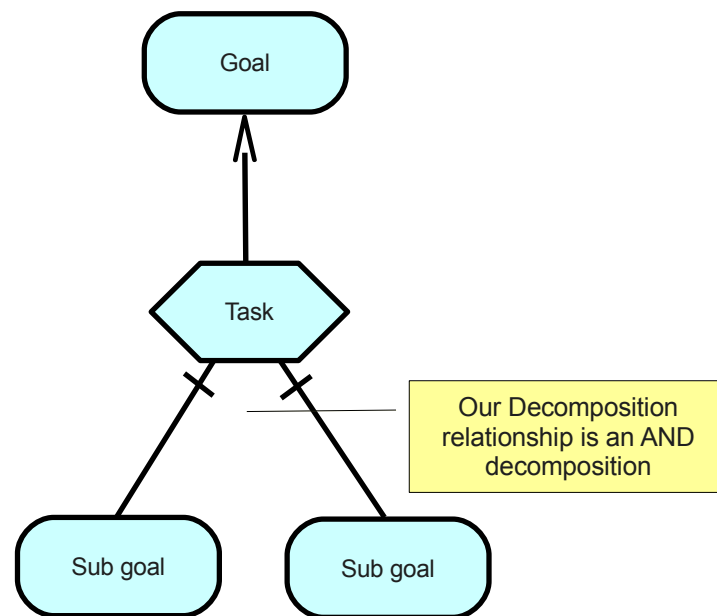 Goal
Task
Our Decomposition
relationship is an AND
decomposition
Sub goal
Sub goal